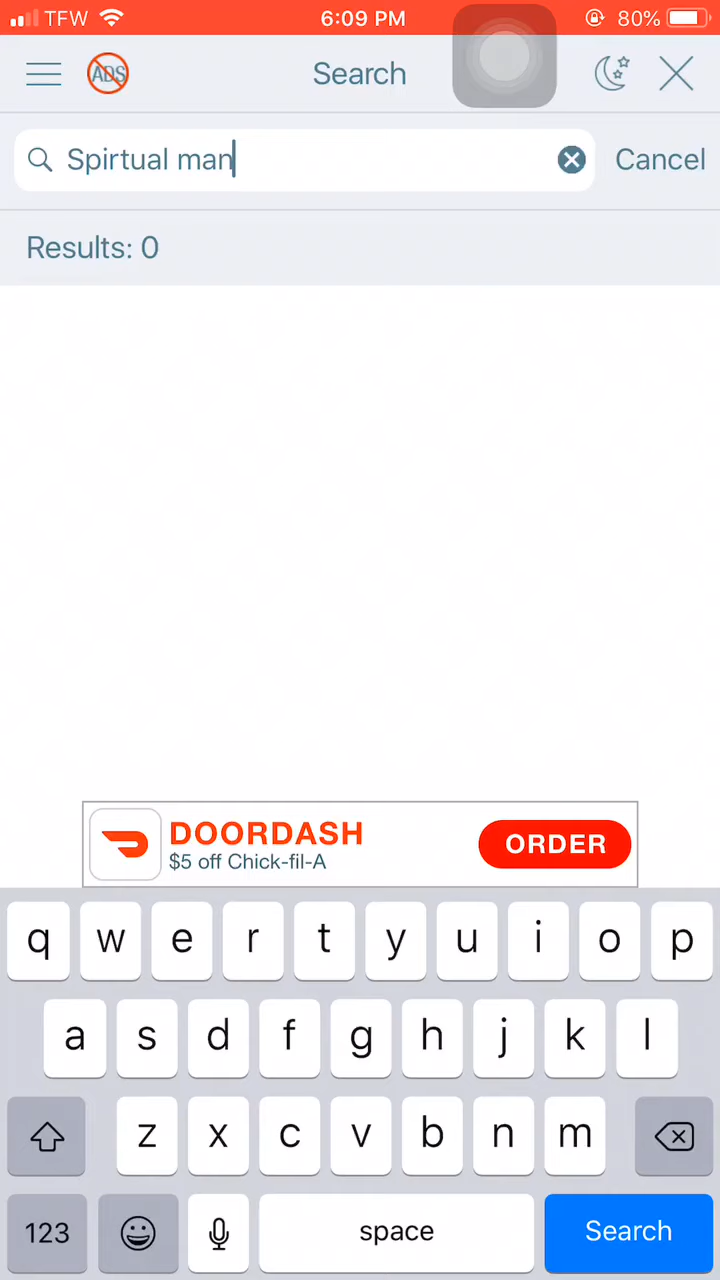 TFW 6:09 PM 80%
ADS Search
Spirtual man Cancel
Results: 0
DOORDASH
$5 off Chick-fil-A
ORDER
q w e r t y u i o p
a s d f g h j k l
z x c v b n m
123 space Search